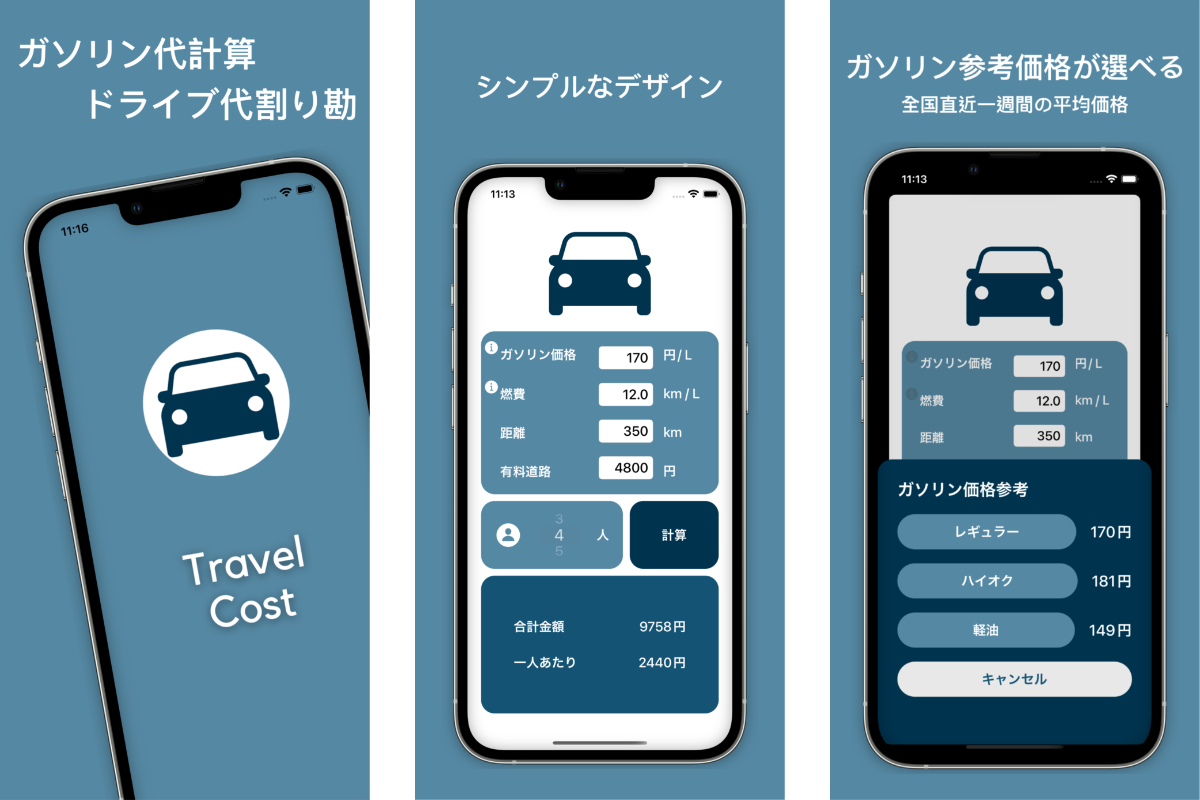 ガソリン代計算
ドライブ代割り勘
11:16
Travel
Cost
シンプルなデザイン
11:13
ガソリン価格 170 円/L
燃費 12.0 km/L
距離 350 km
有料道路 4800 円
3
4 人
5
計算
合計金額 9758円
一人あたり 2440円
ガソリン参考価格が選べる
全国直近一週間の平均価格
11:13
ガソリン価格 170 円/L
燃費 12.0 km/L
距離 350 km
ガソリン価格参考
レギュラー 170円
ハイオク 181円
軽油 149円
キャンセル